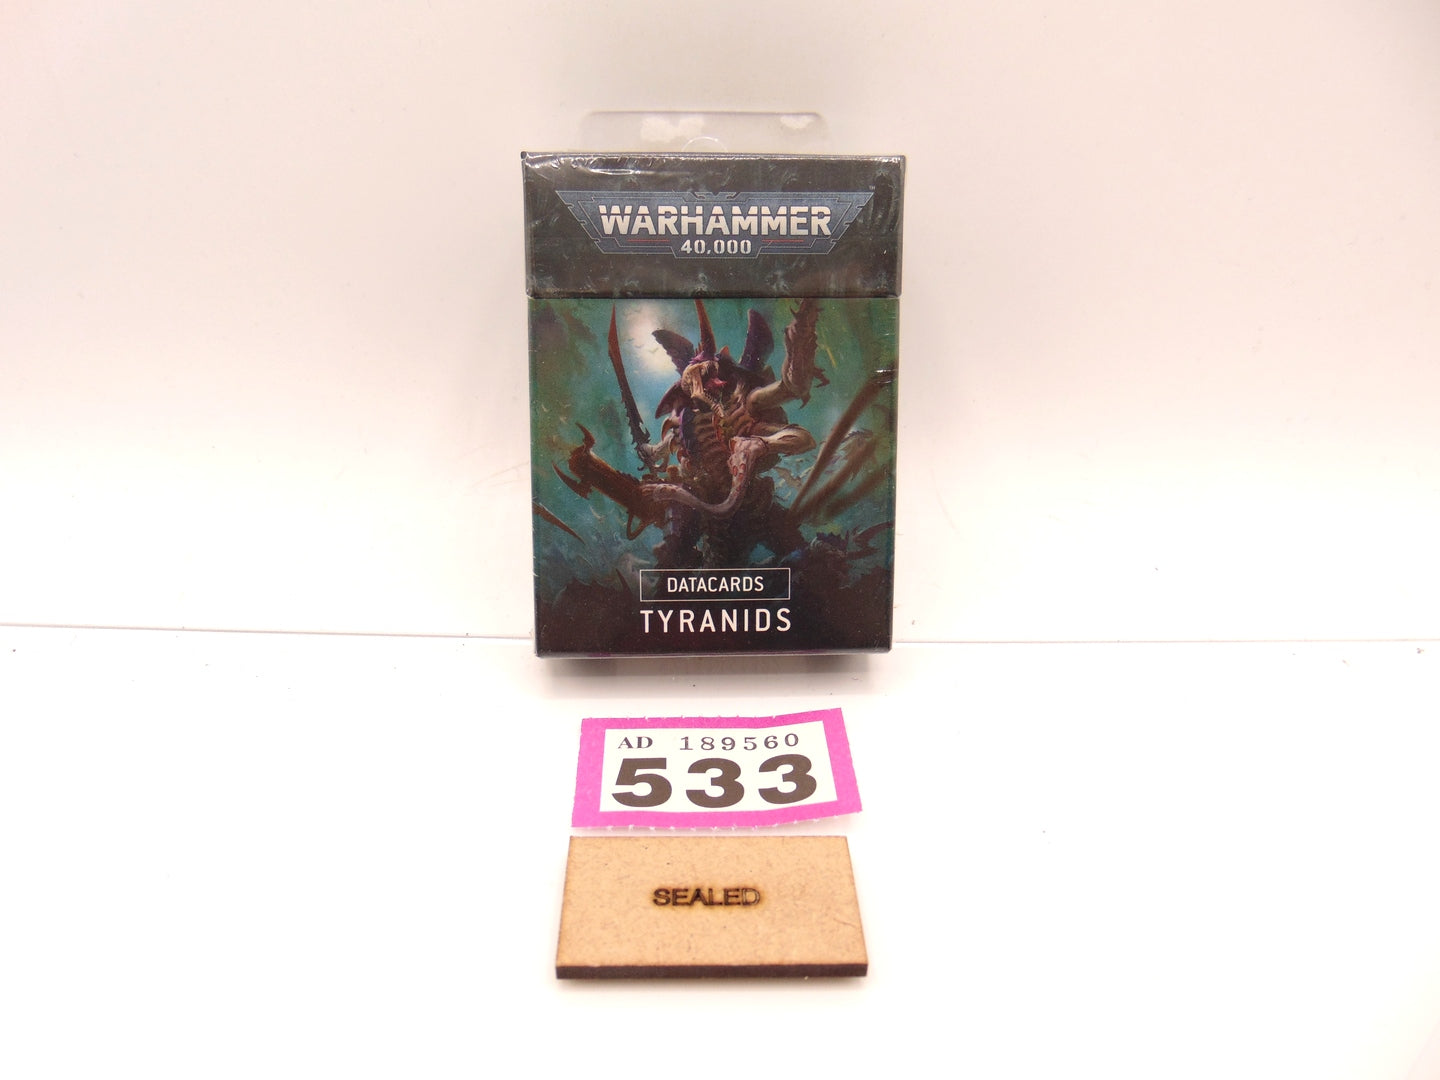 WARHAMMER
40,000
DATACARDS
TYRANIDS
AD 189560
533
SEALED